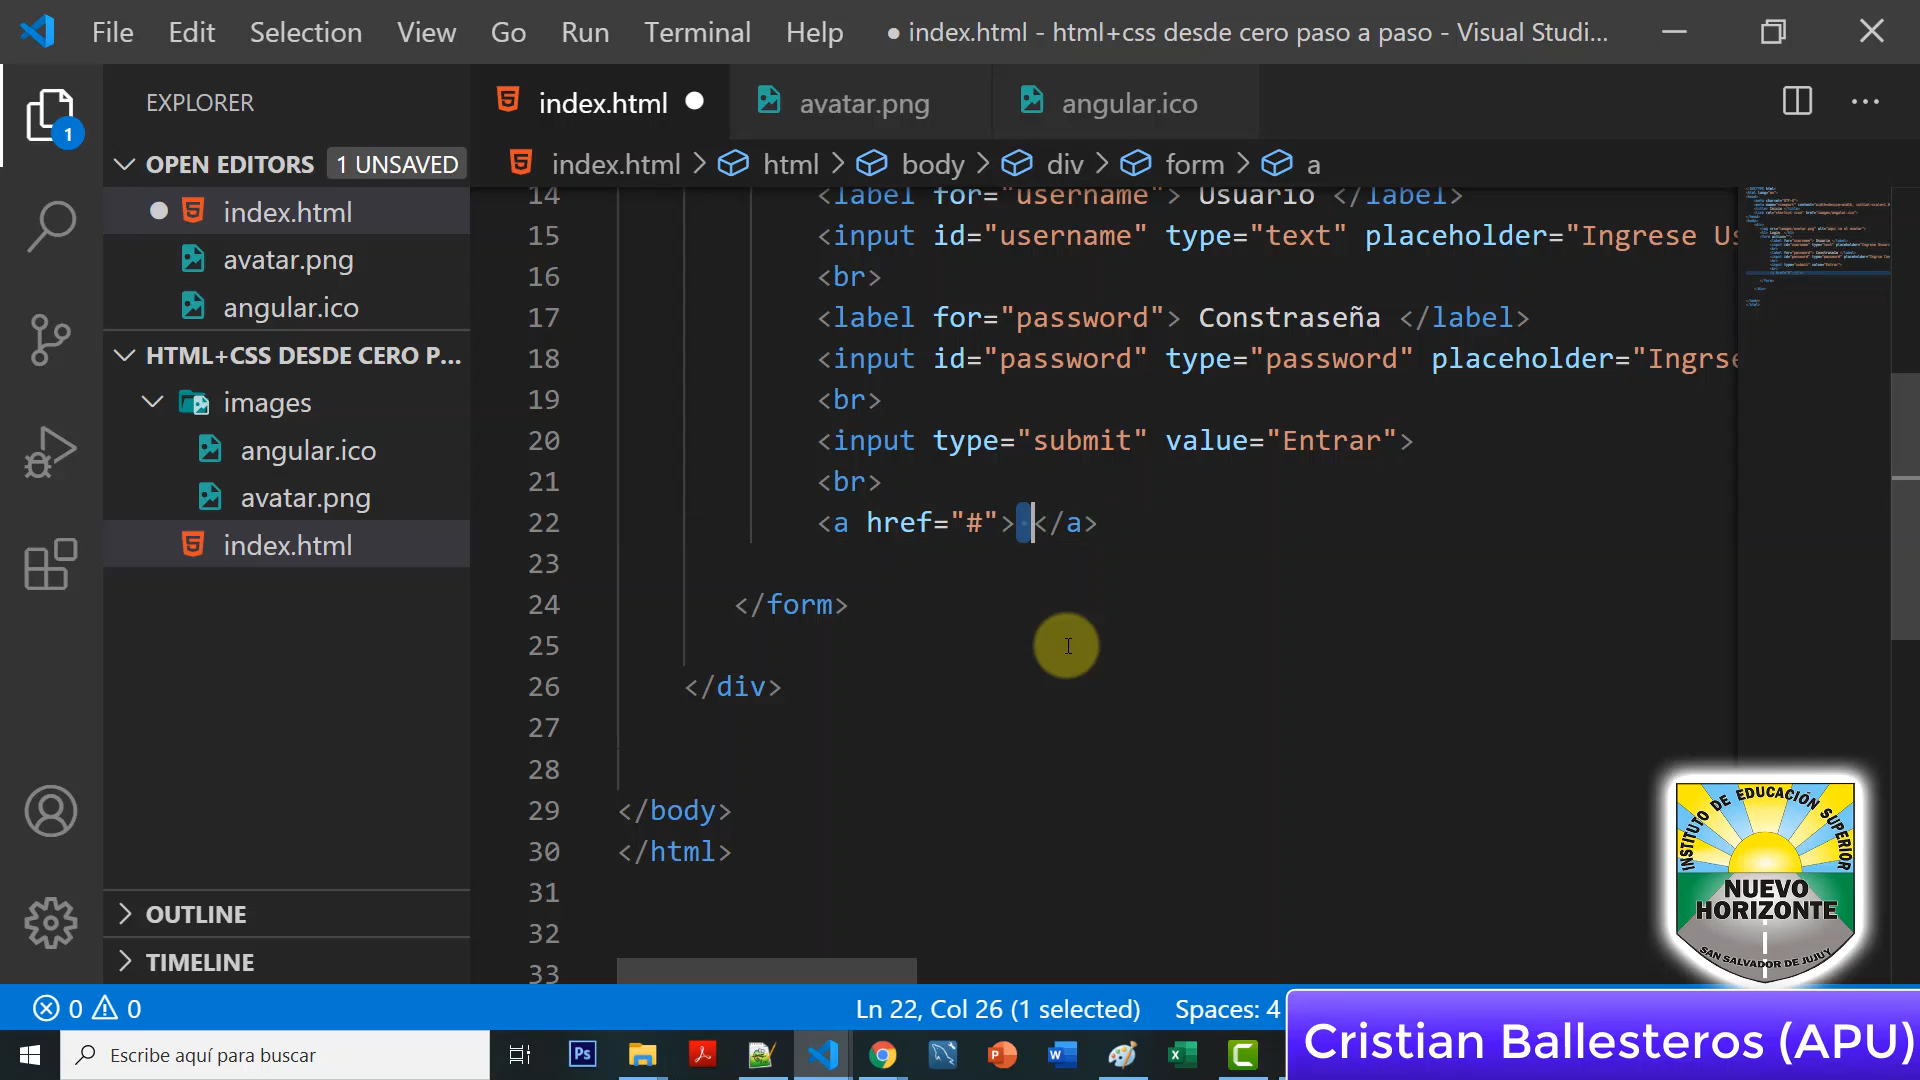 File Edit Selection View Go Run Terminal Help ● index.html - html+css desde cero paso a paso - Visual Studi...
EXPLORER
OPEN EDITORS 1 UNSAVED
index.html
avatar.png
angular.ico
HTML+CSS DESDE CERO P...
images
angular.ico
avatar.png
index.html
OUTLINE
TIMELINE
1
index.html avatar.png angular.ico
index.html > html > body > div > form > a
14 <label for="username"> Usuario </label>
15 <input id="username" type="text" placeholder="Ingrese Us
16 <br>
17 <label for="password"> Constraseña </label>
18 <input id="password" type="password" placeholder="Ingrse
19 <br>
20 <input type="submit" value="Entrar">
21 <br>
22 <a href="#"> </a>
23
24 </form>
25
26 </div>
27
28
29 </body>
30 </html>
31
32
33
INSTITUTO DE EDUCACIÓN SUPERIOR
NUEVO
HORIZONTE
SAN SALVADOR DE JUJUY
0 0 Ln 22, Col 26 (1 selected) Spaces: 4
Cristian Ballesteros (APU)
Escribe aquí para buscar